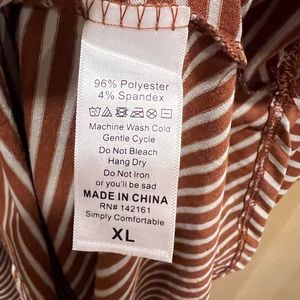 96% Polyester
4% Spandex
Machine Wash Cold
Gentle Cycle
Do Not Bleach
Hang Dry
Do Not Iron
or you'll be sad
MADE IN CHINA
RN# 142161
Simply Comfortable
XL